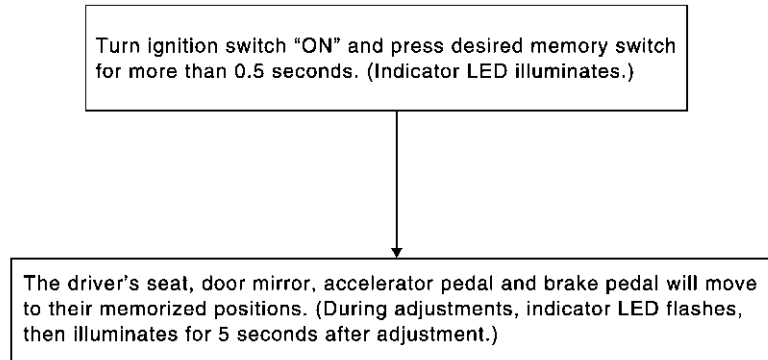 Turn ignition switch “ON” and press desired memory switch
for more than 0.5 seconds. (Indicator LED illuminates.)
The driver’s seat, door mirror, accelerator pedal and brake pedal will move
to their memorized positions. (During adjustments, indicator LED flashes,
then illuminates for 5 seconds after adjustment.)